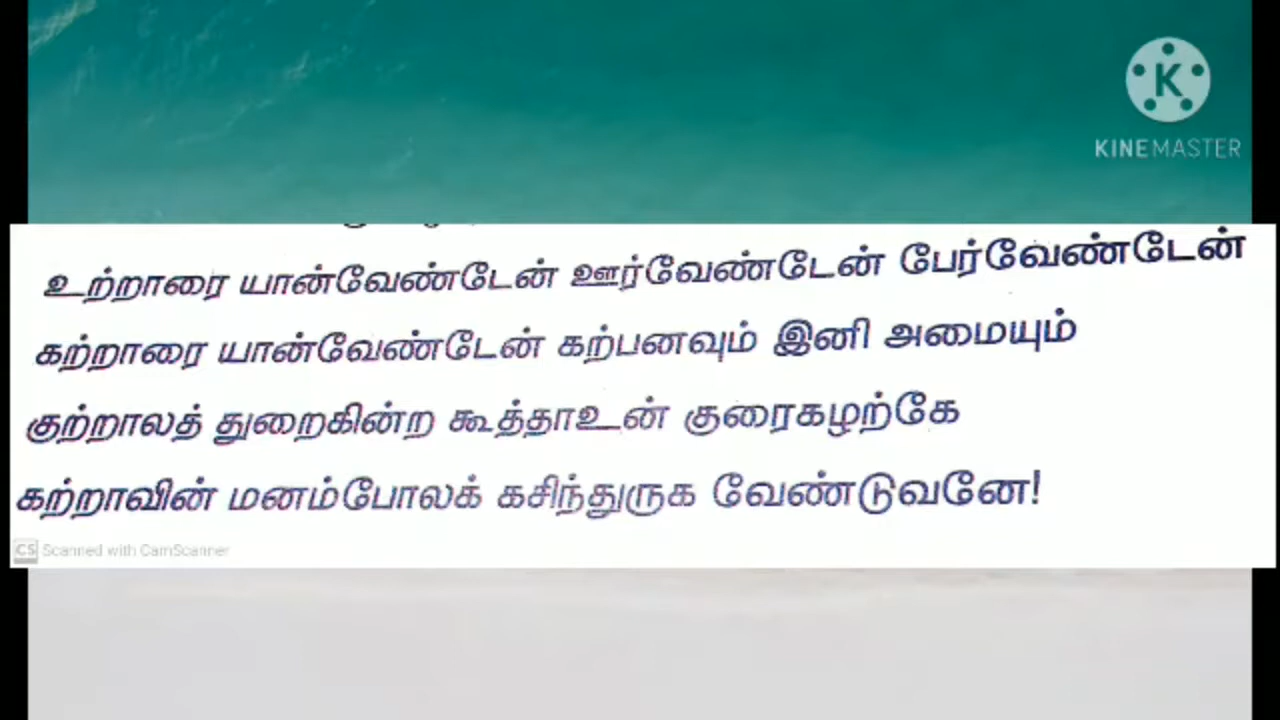 KINEMASTER
உற்றாரை யான்வேண்டேன் ஊர்வேண்டேன் பேர்வேண்டேன்
கற்றாரை யான்வேண்டேன் கற்பனவும் இனி அமையும்
குற்றாலத் துறைகின்ற கூத்தாஉன் குரைகழற்கே
கற்றாவின் மனம்போலக் கசிந்துருக வேண்டுவனே!
CS Scanned with CamScanner